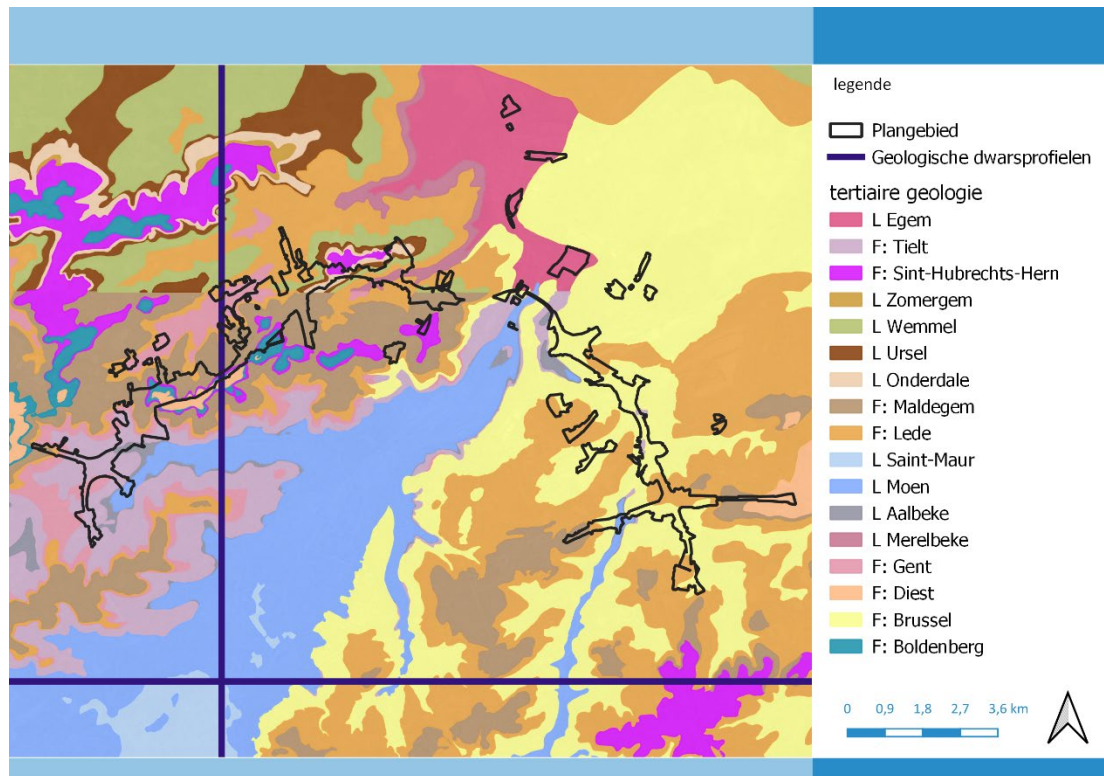 legende
Plangebied
Geologische dwarsprofielen
tertiaire geologie
L Egem
F: Tielt
F: Sint-Hubrechts-Hern
L Zomergem
L Wemmel
L Ursel
L Onderdale
F: Maldegem
F: Lede
L Saint-Maur
L Moen
L Aalbeke
L Merelbeke
F: Gent
F: Diest
F: Brussel
F: Boldenberg
0 0,9 1,8 2,7 3,6 km